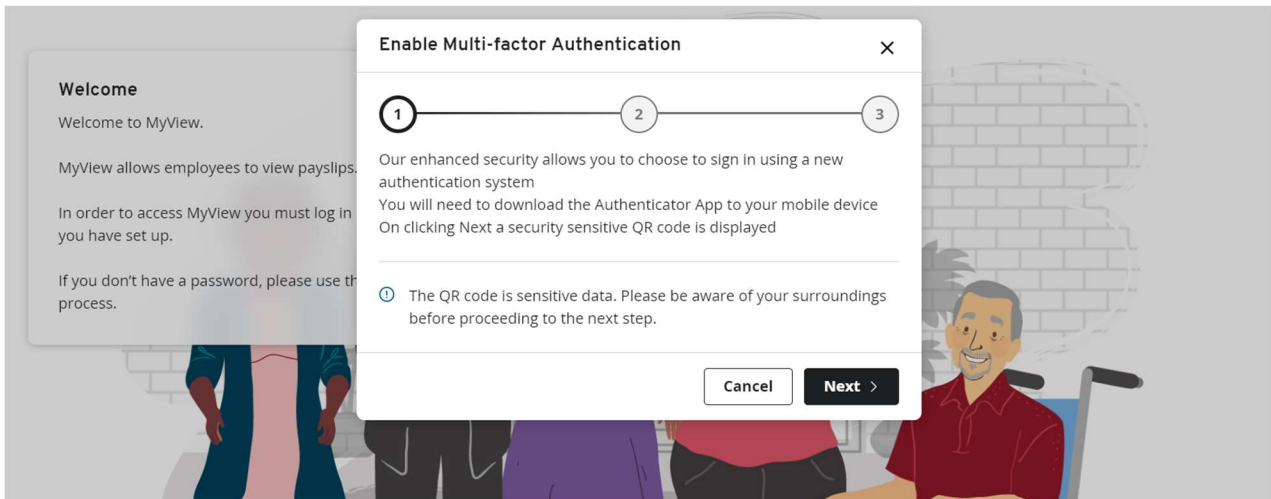 Enable Multi-factor Authentication
Welcome
Welcome to MyView.
MyView allows employees to view payslips.
In order to access MyView you must log in
you have set up.
If you don't have a password, please use
process.
1
2
3
Our enhanced security allows you to choose to sign in using a new
authentication system
You will need to download the Authenticator App to your mobile device
On clicking Next a security sensitive QR code is displayed
The QR code is sensitive data. Please be aware of your surroundings
before proceeding to the next step.
Cancel
Next